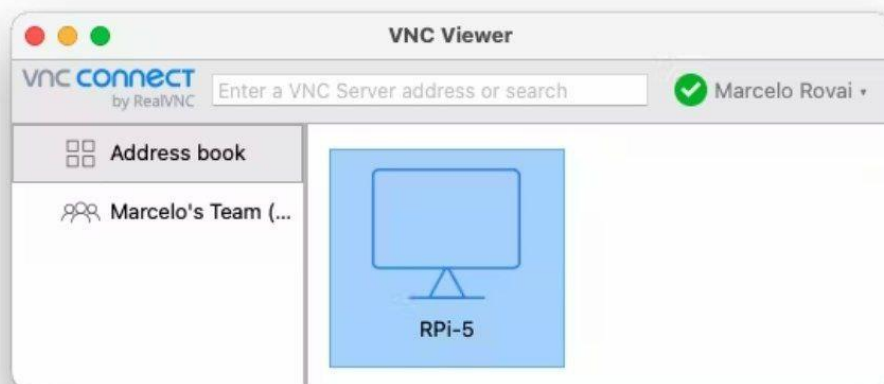 VNC Viewer
vnc connect
by RealVNC
Enter a VNC Server address or search
Marcelo Rovai
Address book
Marcelo's Team (...
RPi-5